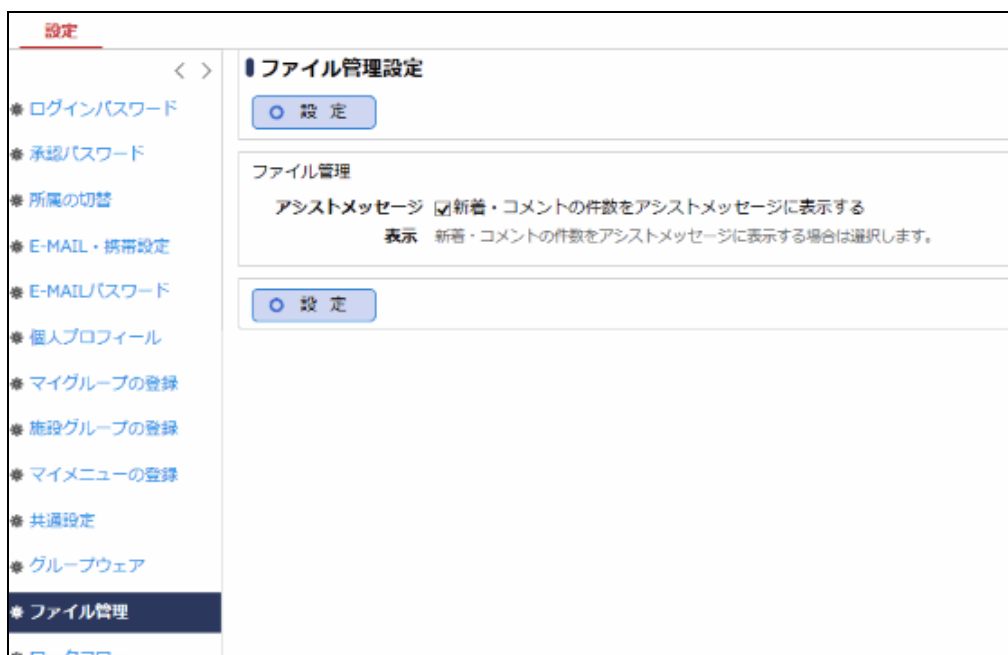 設定
< >
ログインパスワード
承認パスワード
所属の切替
E-MAIL・携帯設定
E-MAILパスワード
個人プロフィール
マイグループの登録
施設グループの登録
マイメニューの登録
共通設定
グループウェア
ファイル管理
ファイル管理設定
設 定
ファイル管理
アシストメッセージ 新着・コメントの件数をアシストメッセージに表示する
表示 新着・コメントの件数をアシストメッセージに表示する場合は選択します。
設 定